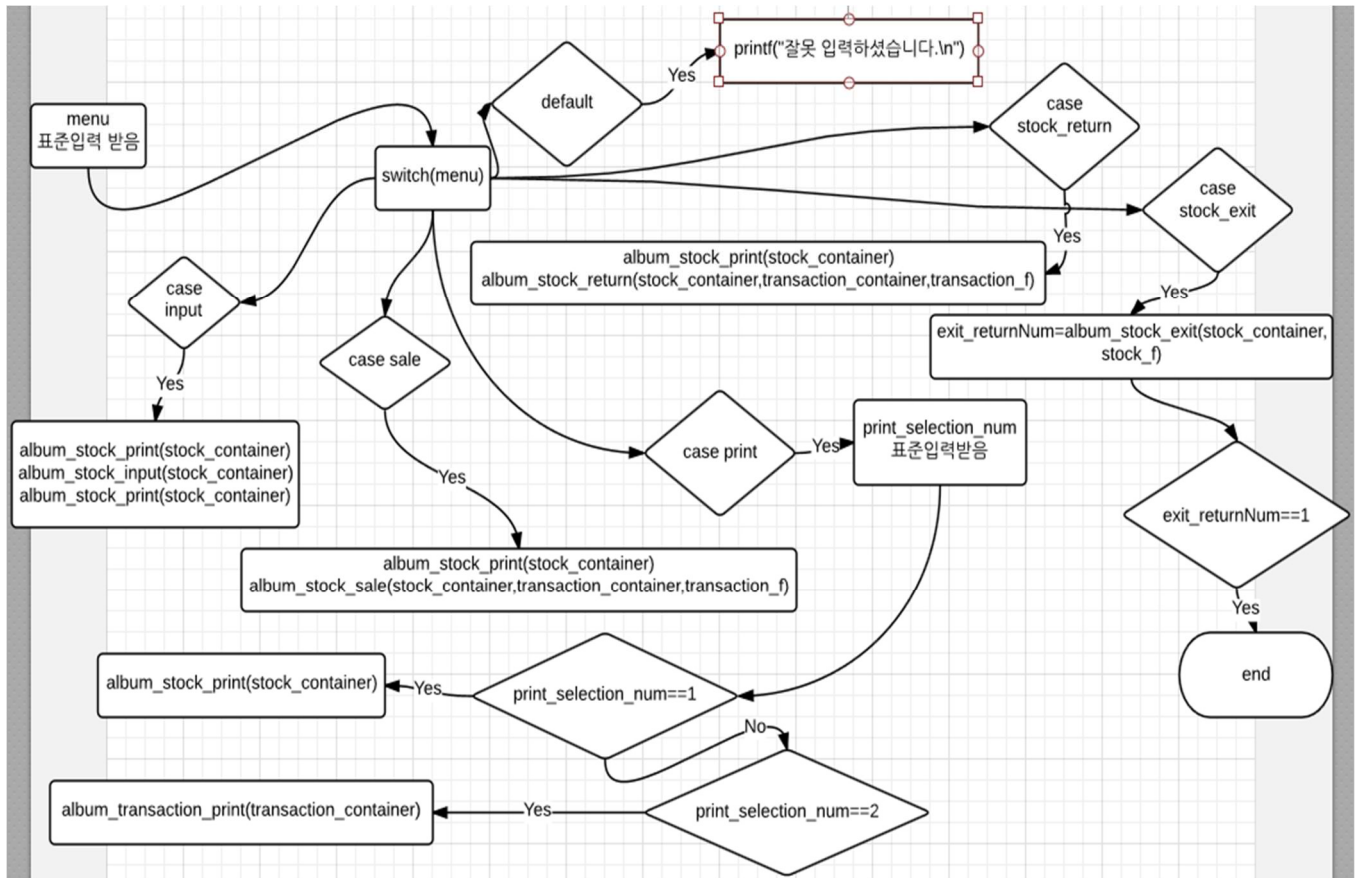 printf("잘못 입력하셨습니다.\n")
Yes
default
case
stock_return
menu
표준입력 받음
switch(menu)
case
stock_exit
Yes
album_stock_print(stock_container)
album_stock_return(stock_container,transaction_container,transaction_f)
case
input
Yes
exit_returnNum=album_stock_exit(stock_container,
stock_f)
case sale
Yes
album_stock_print(stock_container)
album_stock_input(stock_container)
album_stock_print(stock_container)
Yes
case print
Yes
print_selection_num
표준입력받음
exit_returnNum==1
album_stock_print(stock_container)
album_stock_sale(stock_container,transaction_container,transaction_f)
Yes
end
album_stock_print(stock_container)
Yes
print_selection_num==1
No
album_transaction_print(transaction_container)
Yes
print_selection_num==2